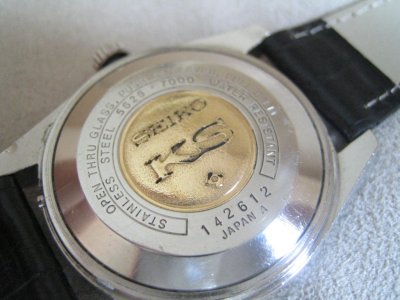 OPEN THRU GLASS,
STAINLESS STEEL 5626-7000 WATER RESISTANT
SEIKO
KS
142612
JAPAN A